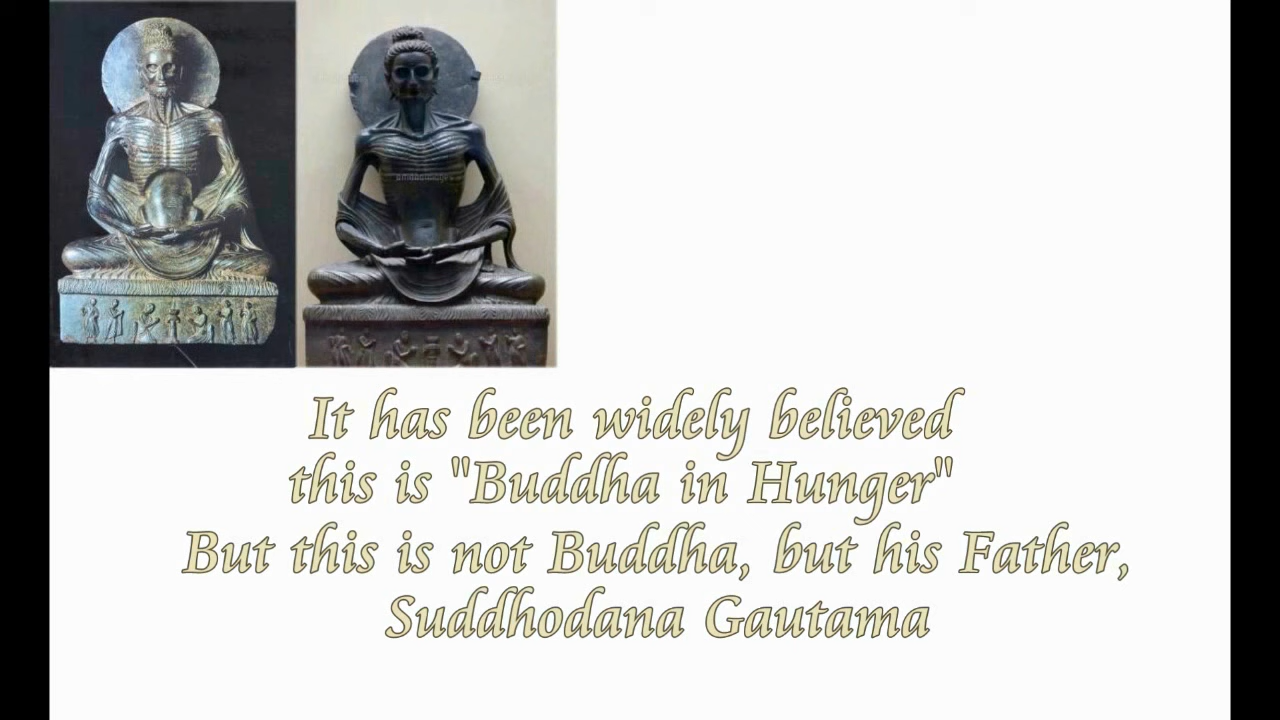 It has been widely believed
this is "Buddha in Hunger"
But this is not Buddha, but his Father,
Suddhodana Gautama